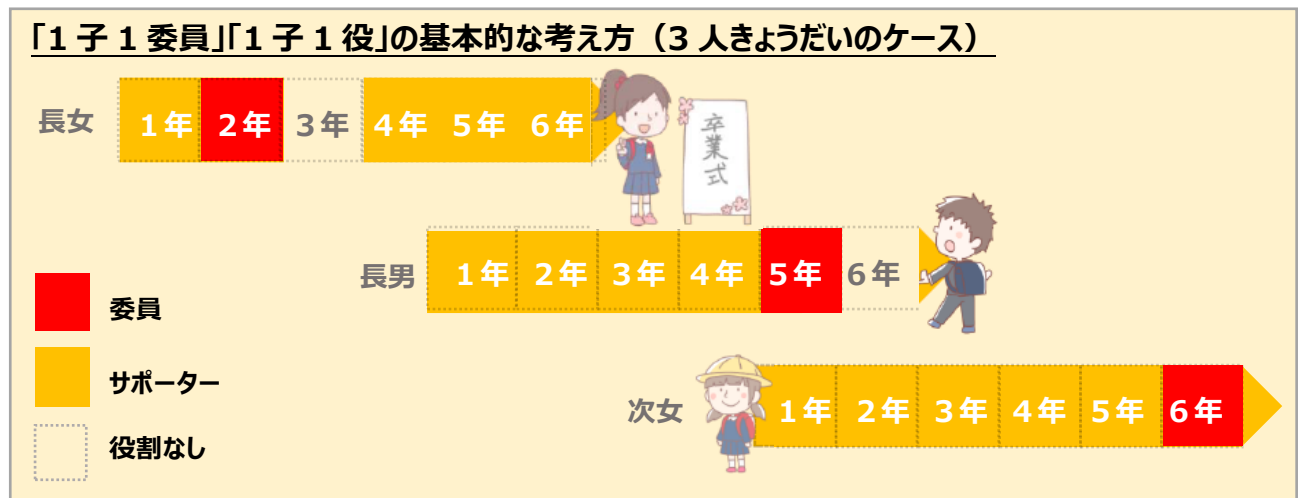 「1子1委員」「1子1役」の基本的な考え方（3人きょうだいのケース）
長女 1年 2年 3年 4年 5年 6年
卒業式
長男 1年 2年 3年 4年 5年 6年
委員
サポーター
次女 1年 2年 3年 4年 5年 6年
役割なし